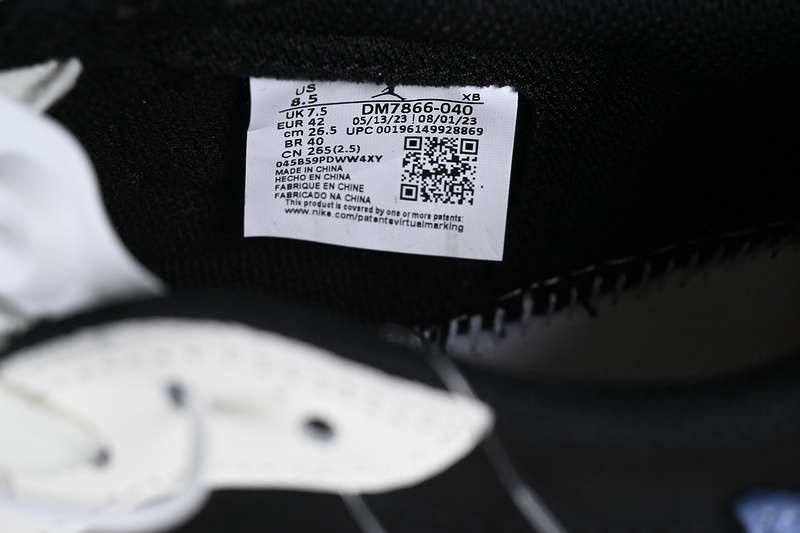 US 8.5
XB
DM7866-040
UK 7.5
05/13/23 | 08/01/23
EUR 42
UPC 00196149928869
cm 26.5
BR 40
CN 265(2.5)
045B59PDWW4XY
MADE IN CHINA
HECHO EN CHINA
FABRIQUE EN CHINE
FABRICADO NA CHINA
This product is covered by one or more patents:
www.nike.com/patentsvirtualmarking